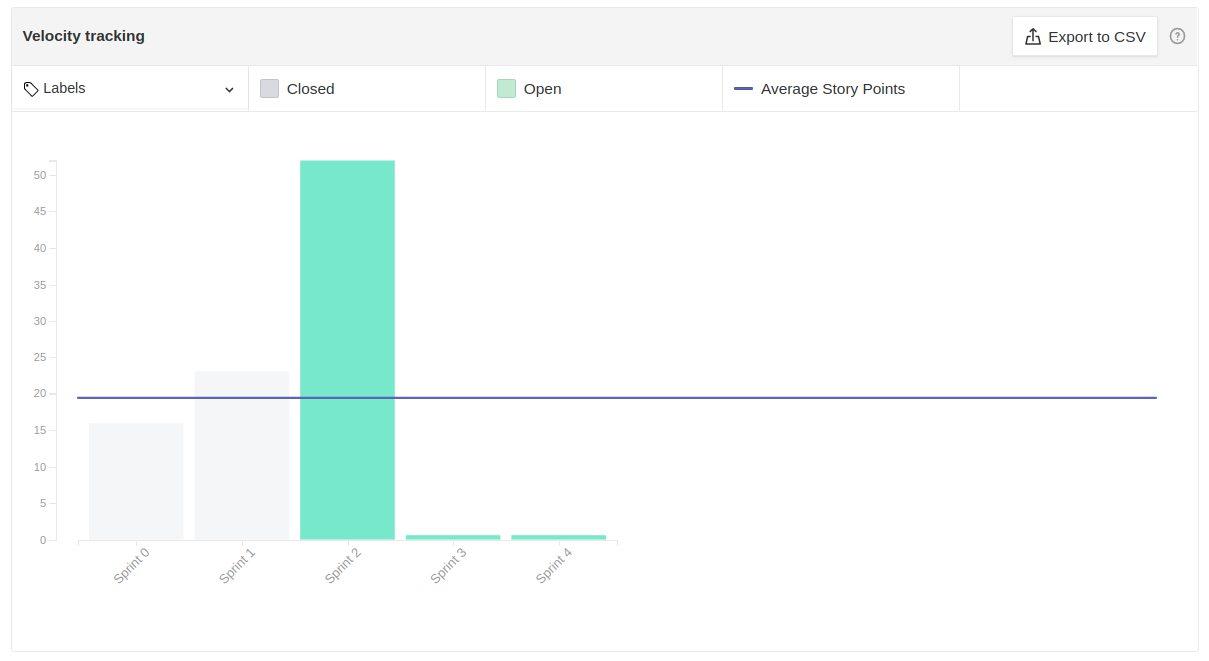 Velocity tracking
Export to CSV
?
Labels
Closed
Open
Average Story Points
50
45
40
35
30
25
20
15
10
5
0
Sprint 0
Sprint 1
Sprint 2
Sprint 3
Sprint 4